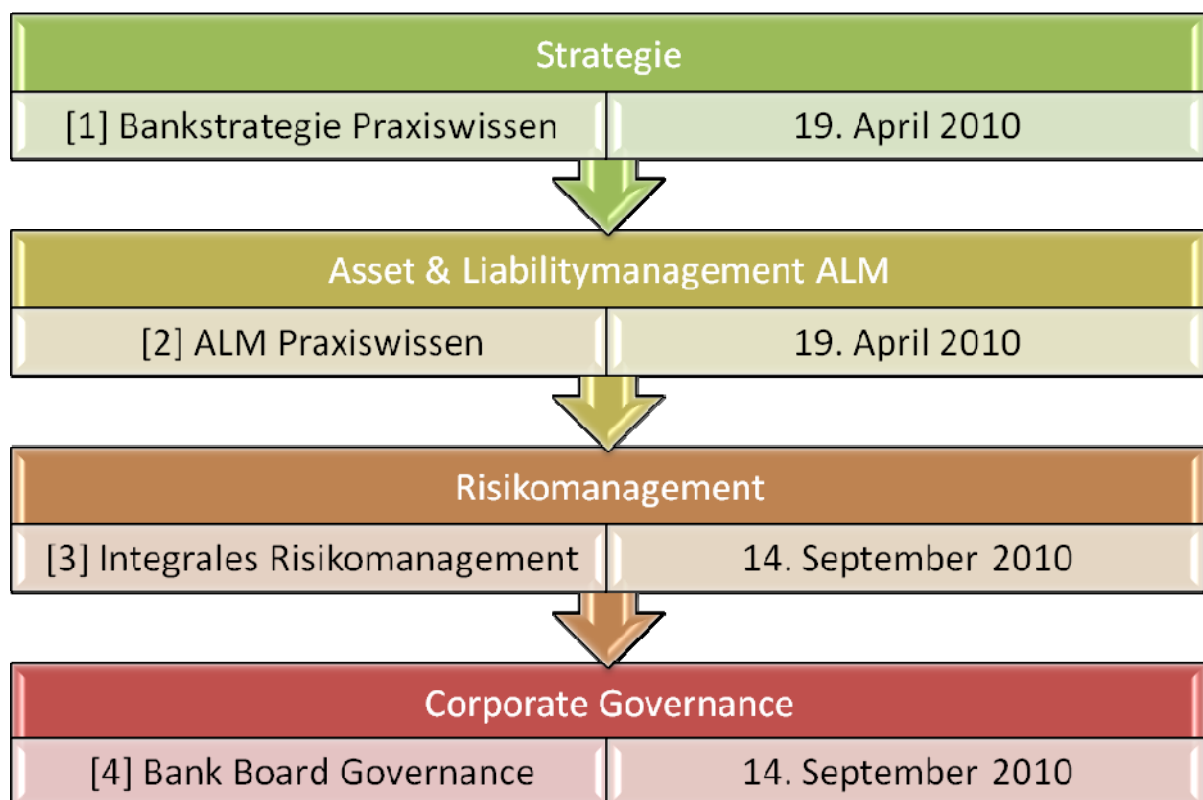 Strategie
[1] Bankstrategie Praxiswissen 19. April 2010
Asset & Liabilitymanagement ALM
[2] ALM Praxiswissen 19. April 2010
Risikomanagement
[3] Integrales Risikomanagement 14. September 2010
Corporate Governance
[4] Bank Board Governance 14. September 2010